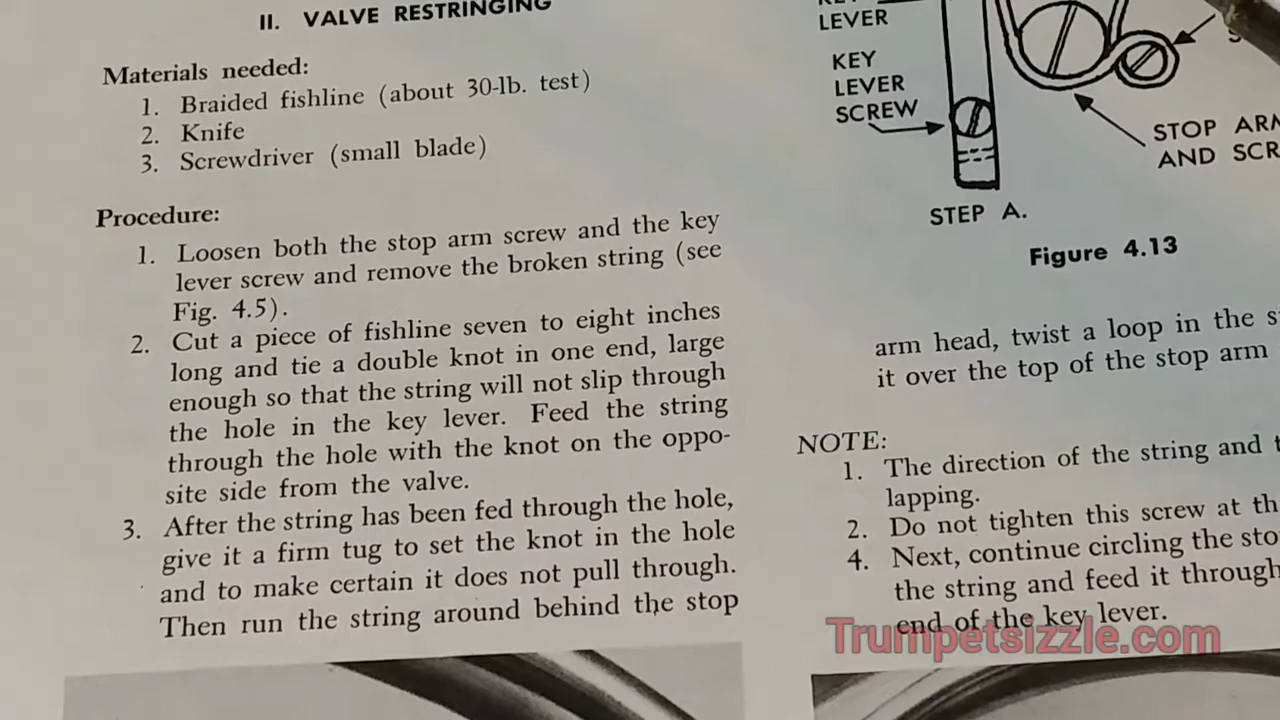 II. VALVE RESTRINGING
Materials needed:
1. Braided fishline (about 30-lb. test)
2. Knife
3. Screwdriver (small blade)
Procedure:
1. Loosen both the stop arm screw and the key
lever screw and remove the broken string (see
Fig. 4.5).
2. Cut a piece of fishline seven to eight inches
long and tie a double knot in one end, large
enough so that the string will not slip through
the hole in the key lever. Feed the string
through the hole with the knot on the oppo-
site side from the valve.
3. After the string has been fed through the hole,
give it a firm tug to set the knot in the hole
and to make certain it does not pull through.
Then run the string around behind the stop
LEVER
KEY
LEVER
SCREW
STOP ARM
AND SCR
STEP A.
Figure 4.13
arm head, twist a loop in the s
it over the top of the stop arm
NOTE:
1. The direction of the string and t
lapping.
2. Do not tighten this screw at th
4. Next, continue circling the sto
the string and feed it through
end of the key lever.
Trumpetsizzle.com